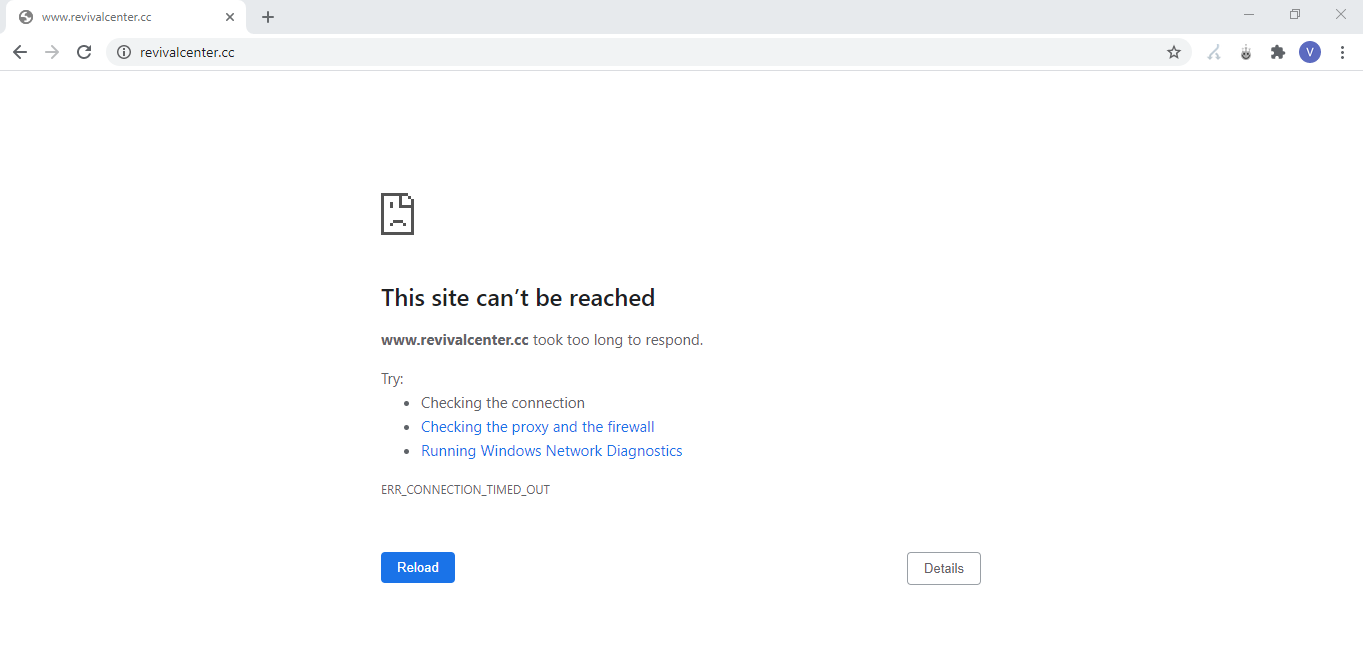 www.revivalcenter.cc
revivalcenter.cc
V
This site can’t be reached
www.revivalcenter.cc took too long to respond.
Try:
Checking the connection
Checking the proxy and the firewall
Running Windows Network Diagnostics
ERR_CONNECTION_TIMED_OUT
Reload
Details